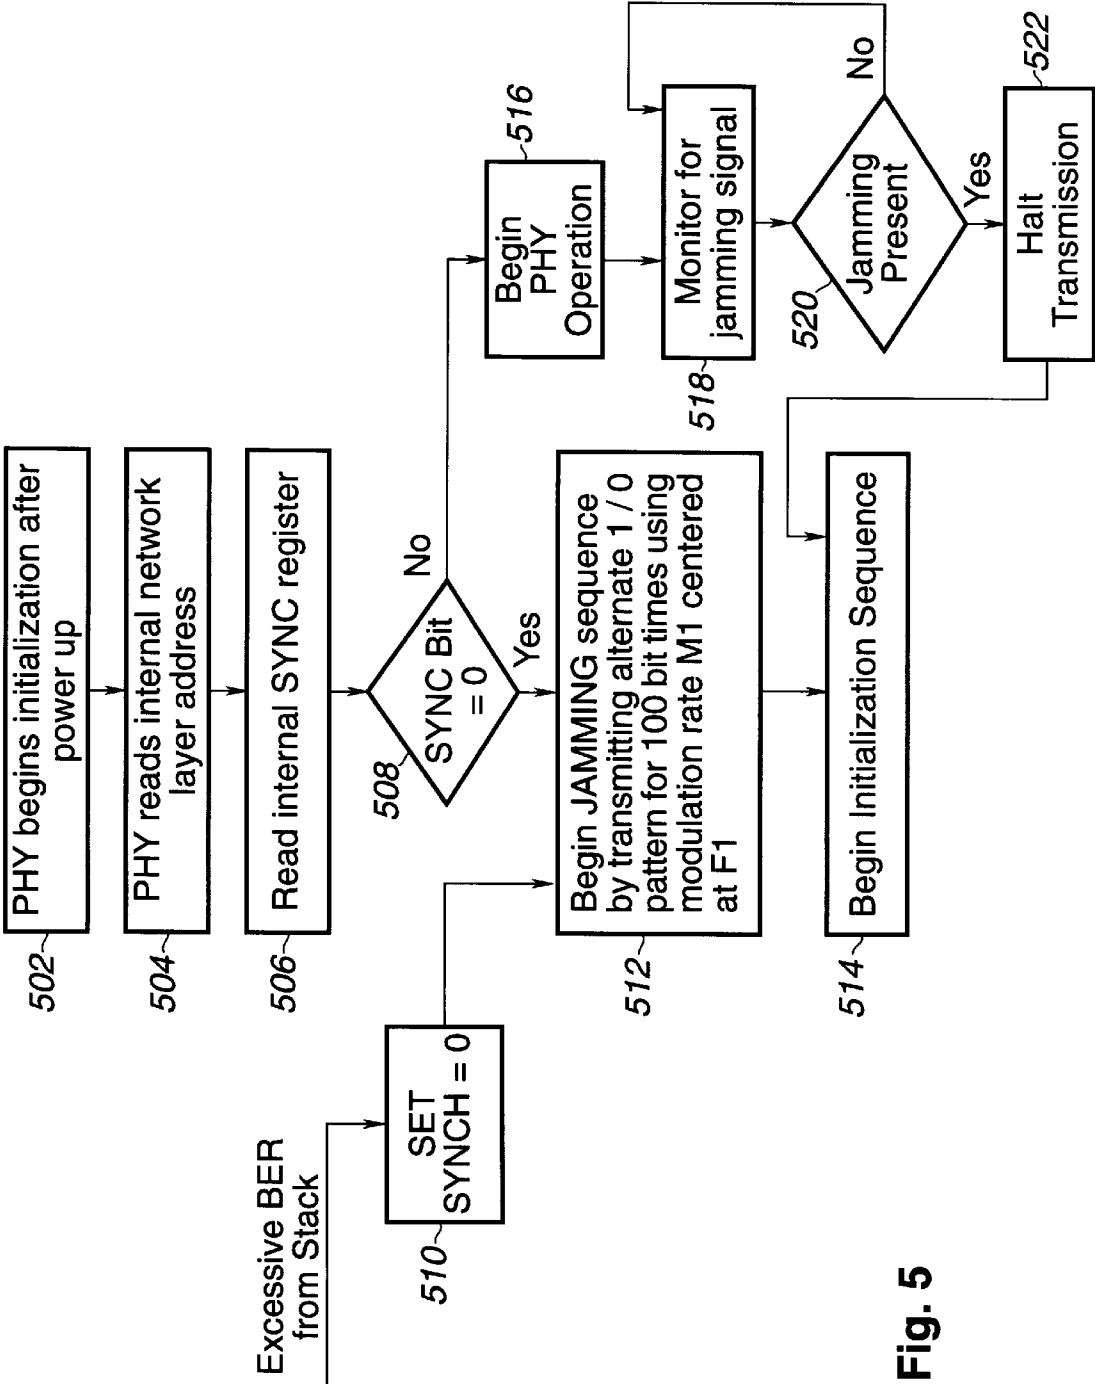 PHY begins initialization after
power up
502
PHY reads internal network
layer address
504
Read internal SYNC register
506
SYNC Bit
= 0
508
No
Yes
Excessive BER
from Stack
SET
SYNCH = 0
510
Begin JAMMING sequence
by transmitting alternate 1 / 0
pattern for 100 bit times using
modulation rate M1 centered
at F1
512
Begin Initialization Sequence
514
Begin
PHY
Operation
516
Monitor for
jamming signal
518
Jamming
Present
520
No
Yes
Halt
Transmission
522
Fig. 5